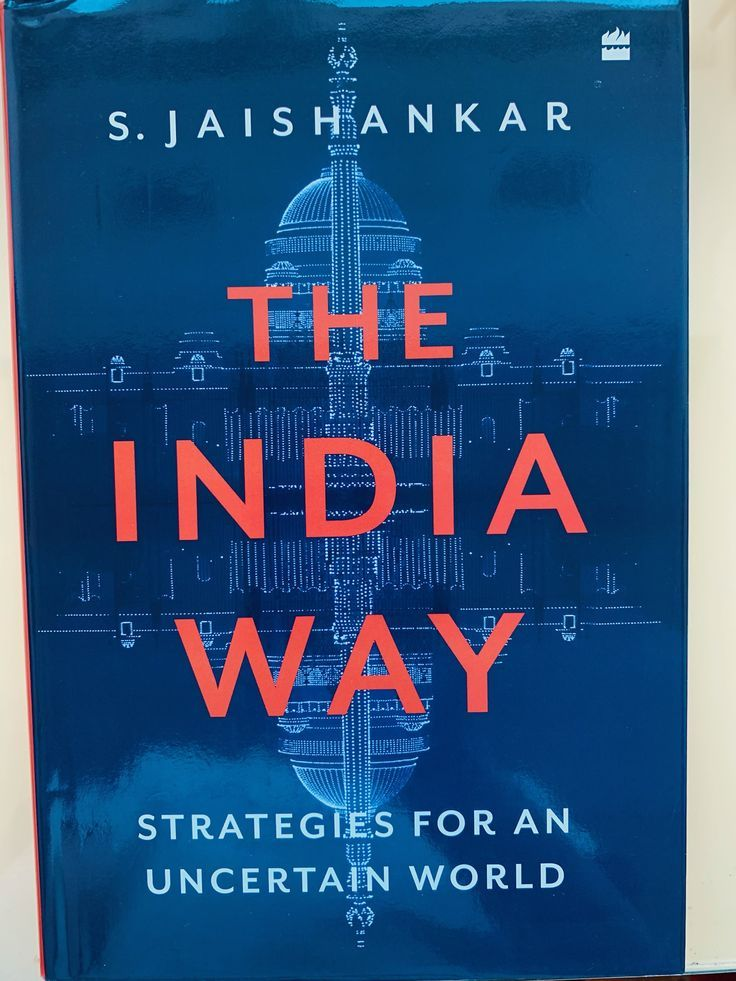 S. JAISHANKAR
THE
INDIA
WAY
STRATEGIES FOR AN
UNCERTAIN WORLD